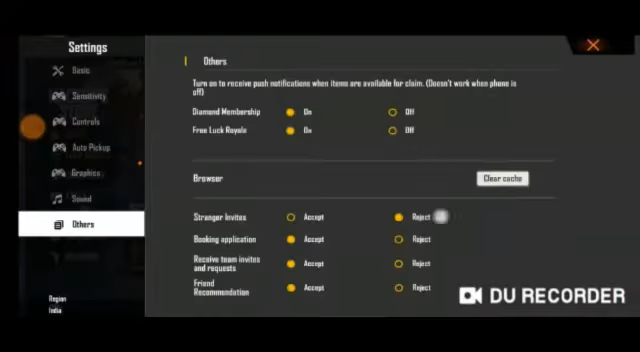 Settings
Others
Basic
Turn on to receive push notifications when items are available for claim. (Doesn't work when phone is
off)
Sensitivity
Diamond Membership On Off
Controls
Free Luck Royale On Off
Auto Pickup
Graphics
Browser Clear cache
Sound
Stranger Invites Accept Reject
Others
Booking application Accept Reject
Receive team invites
and requests Accept Reject
Friend
Recommendation Accept Reject
Region
India
DU RECORDER